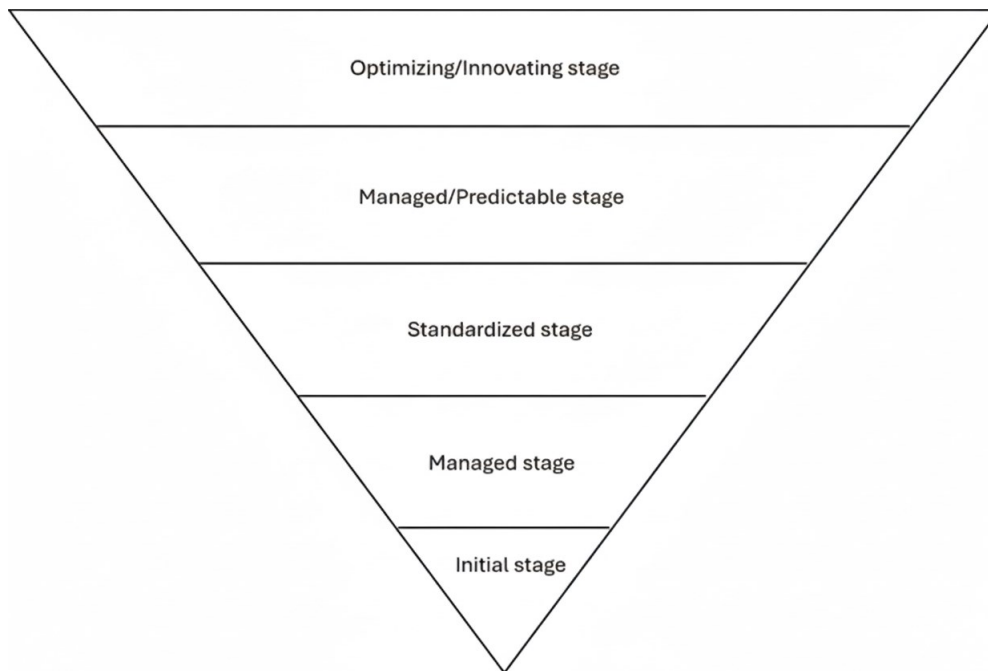 Optimizing/Innovating stage
Managed/Predictable stage
Standardized stage
Managed stage
Initial stage